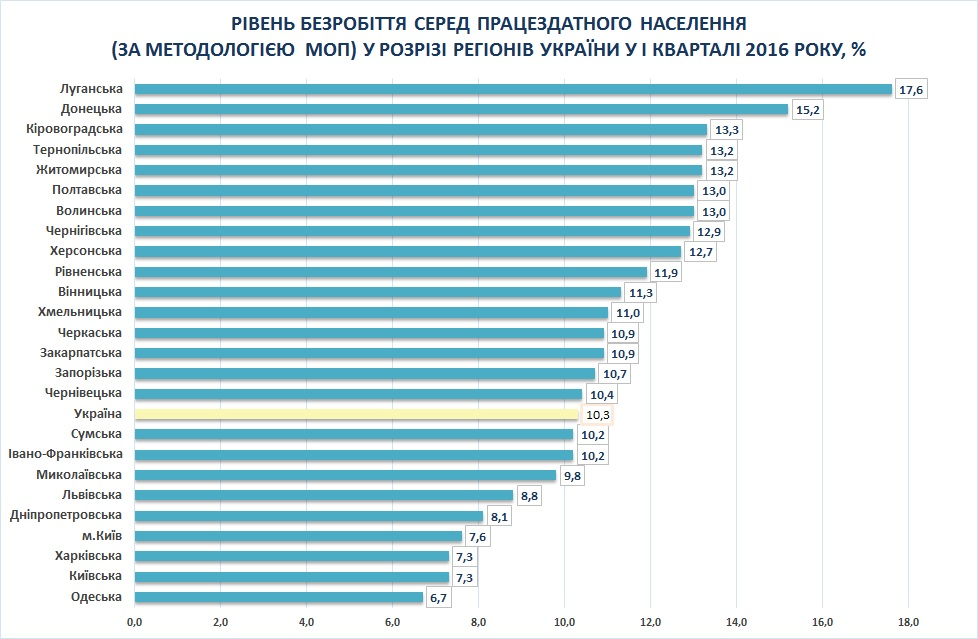 РІВЕНЬ БЕЗРОБІТТЯ СЕРЕД ПРАЦЕЗДАТНОГО НАСЕЛЕННЯ
(ЗА МЕТОДОЛОГІЄЮ МОП) У РОЗРІЗІ РЕГІОНІВ УКРАЇНИ У І КВАРТАЛІ 2016 РОКУ, %
Луганська 17,6
Донецька 15,2
Кіровоградська 13,3
Тернопільська 13,2
Житомирська 13,2
Полтавська 13,0
Волинська 13,0
Чернігівська 12,9
Херсонська 12,7
Рівненська 11,9
Вінницька 11,3
Хмельницька 11,0
Черкаська 10,9
Закарпатська 10,9
Запорізька 10,7
Чернівецька 10,4
Україна 10,3
Сумська 10,2
Івано-Франківська 10,2
Миколаївська 9,8
Львівська 8,8
Дніпропетровська 8,1
м.Київ 7,6
Харківська 7,3
Київська 7,3
Одеська 6,7
0,0 2,0 4,0 6,0 8,0 10,0 12,0 14,0 16,0 18,0